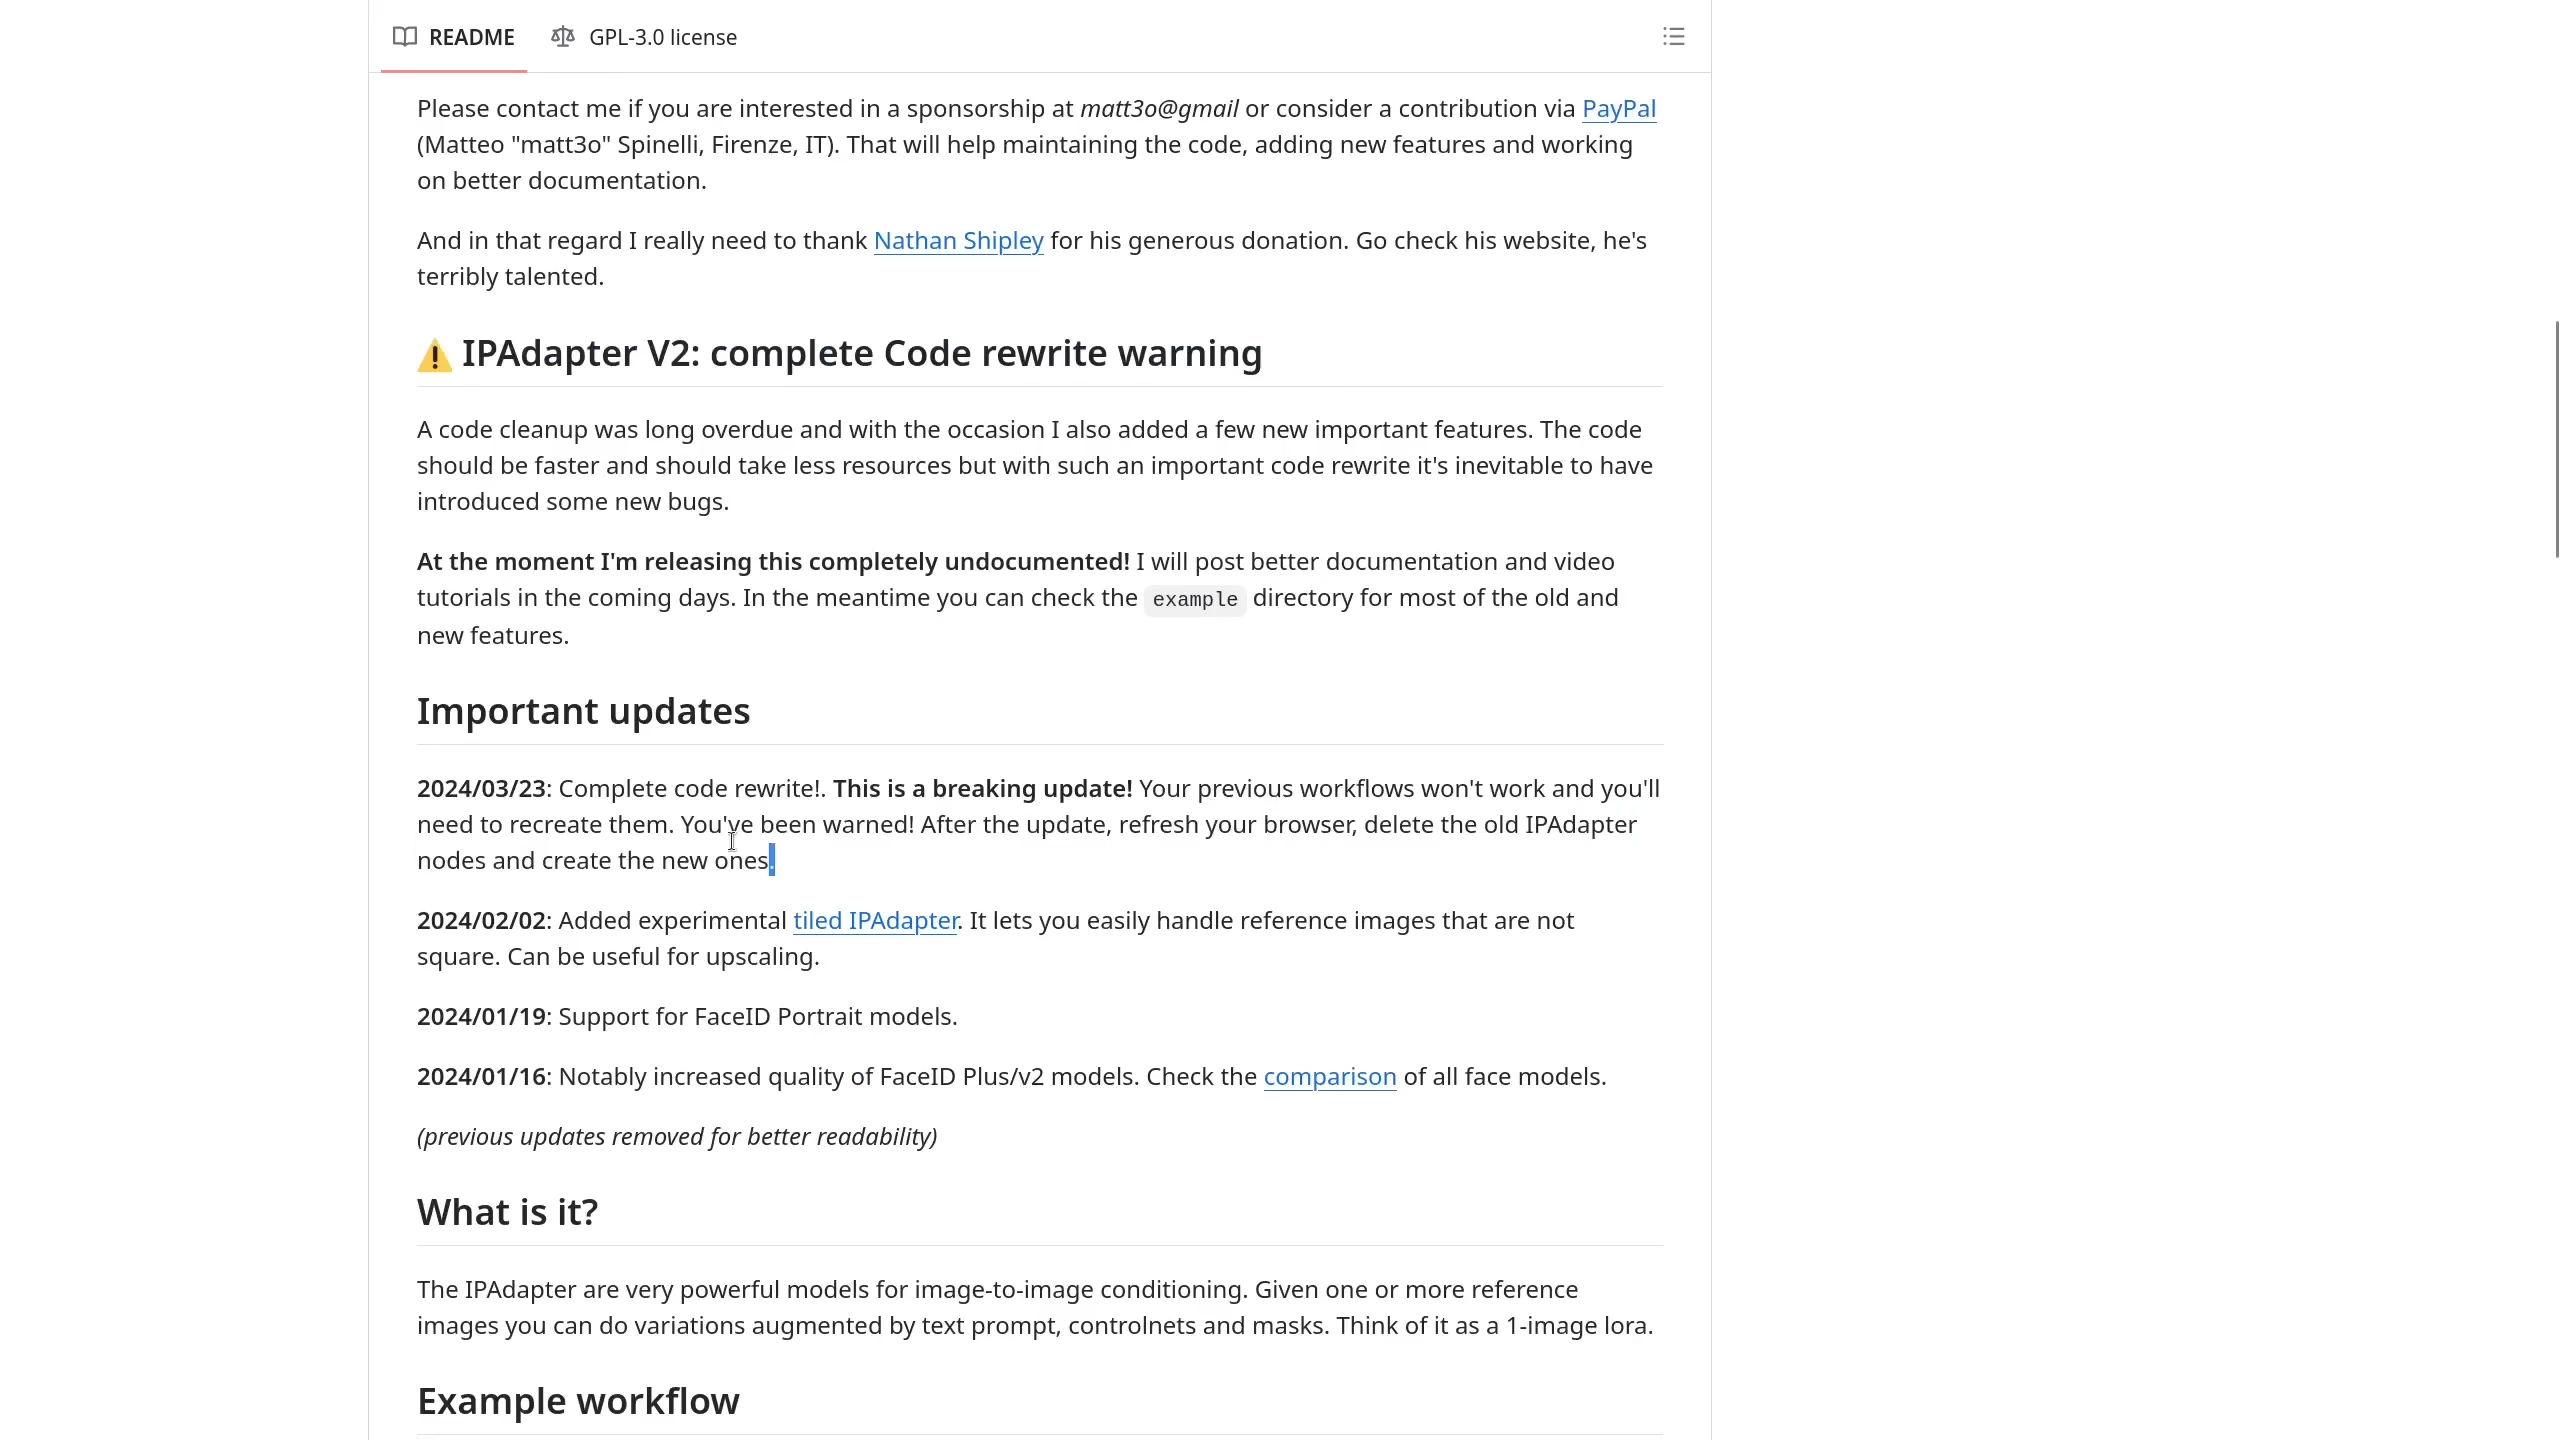 README GPL-3.0 license
Please contact me if you are interested in a sponsorship at matt3o@gmail or consider a contribution via PayPal
(Matteo "matt3o" Spinelli, Firenze, IT). That will help maintaining the code, adding new features and working
on better documentation.
And in that regard I really need to thank Nathan Shipley for his generous donation. Go check his website, he's
terribly talented.
⚠️ IPAdapter V2: complete Code rewrite warning
A code cleanup was long overdue and with the occasion I also added a few new important features. The code
should be faster and should take less resources but with such an important code rewrite it's inevitable to have
introduced some new bugs.
At the moment I'm releasing this completely undocumented! I will post better documentation and video
tutorials in the coming days. In the meantime you can check the example directory for most of the old and
new features.
Important updates
2024/03/23: Complete code rewrite!. This is a breaking update! Your previous workflows won't work and you'll
need to recreate them. You've been warned! After the update, refresh your browser, delete the old IPAdapter
nodes and create the new ones.
2024/02/02: Added experimental tiled IPAdapter. It lets you easily handle reference images that are not
square. Can be useful for upscaling.
2024/01/19: Support for FaceID Portrait models.
2024/01/16: Notably increased quality of FaceID Plus/v2 models. Check the comparison of all face models.
(previous updates removed for better readability)
What is it?
The IPAdapter are very powerful models for image-to-image conditioning. Given one or more reference
images you can do variations augmented by text prompt, controlnets and masks. Think of it as a 1-image lora.
Example workflow